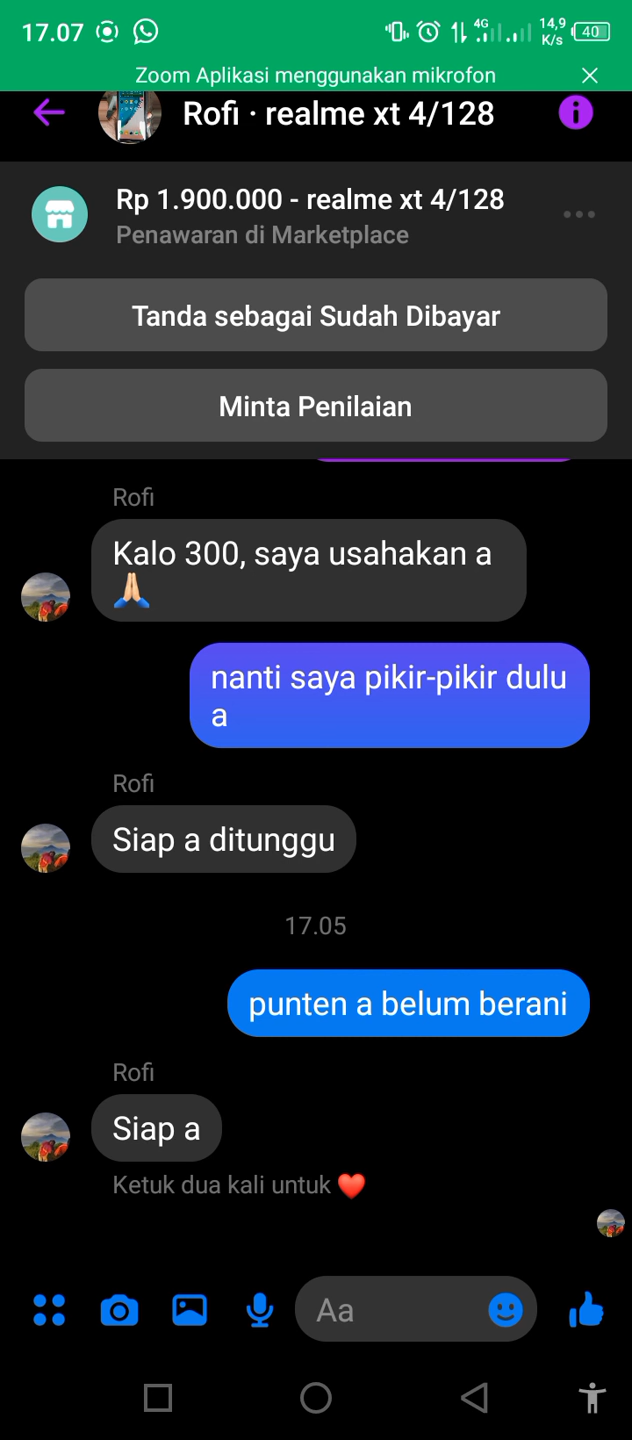 17.07
4G
14,9
K/s
40
Zoom Aplikasi menggunakan mikrofon
Rofi · realme xt 4/128
Rp 1.900.000 - realme xt 4/128
Penawaran di Marketplace
Tanda sebagai Sudah Dibayar
Minta Penilaian
Rofi
Kalo 300, saya usahakan a
🙏🏻
nanti saya pikir-pikir dulu
a
Rofi
Siap a ditunggu
17.05
punten a belum berani
Rofi
Siap a
Ketuk dua kali untuk ❤️
Aa